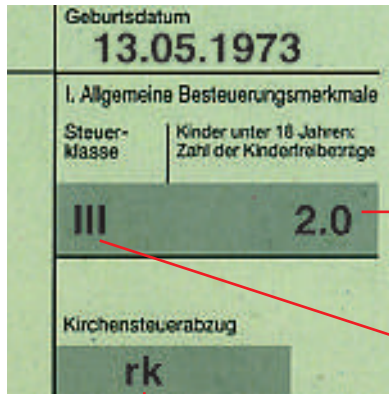 Geburtsdatum
13.05.1973
I. Allgemeine Besteuerungsmerkmale
Steuer-
klasse
Kinder unter 18 Jahren:
Zahl der Kinderfreibeträge
III 2.0
Kirchensteuerabzug
rk